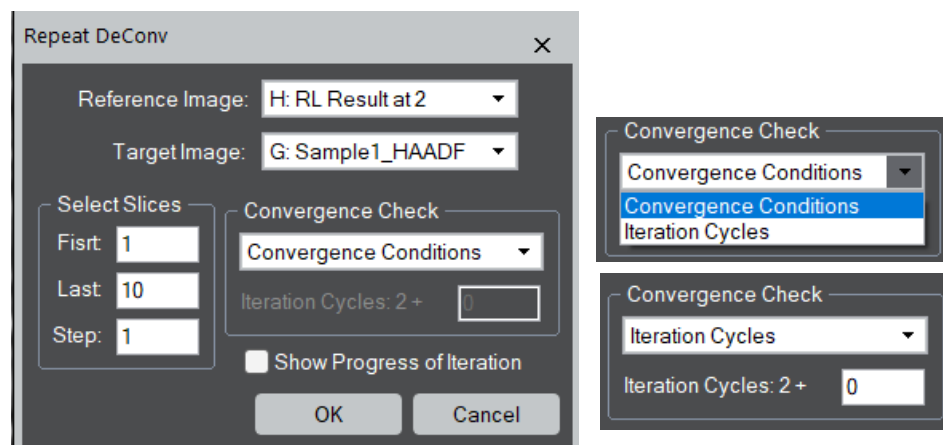 Repeat DeConv
×
Reference Image: H: RL Result at 2
Target Image: G: Sample1_HAADF
Select Slices
Fisrt: 1
Last: 10
Step: 1
Convergence Check
Convergence Conditions
Iteration Cycles: 2 + 0
Show Progress of Iteration
OK Cancel
Convergence Check
Convergence Conditions
Convergence Conditions
Iteration Cycles
Convergence Check
Iteration Cycles
Iteration Cycles: 2 + 0